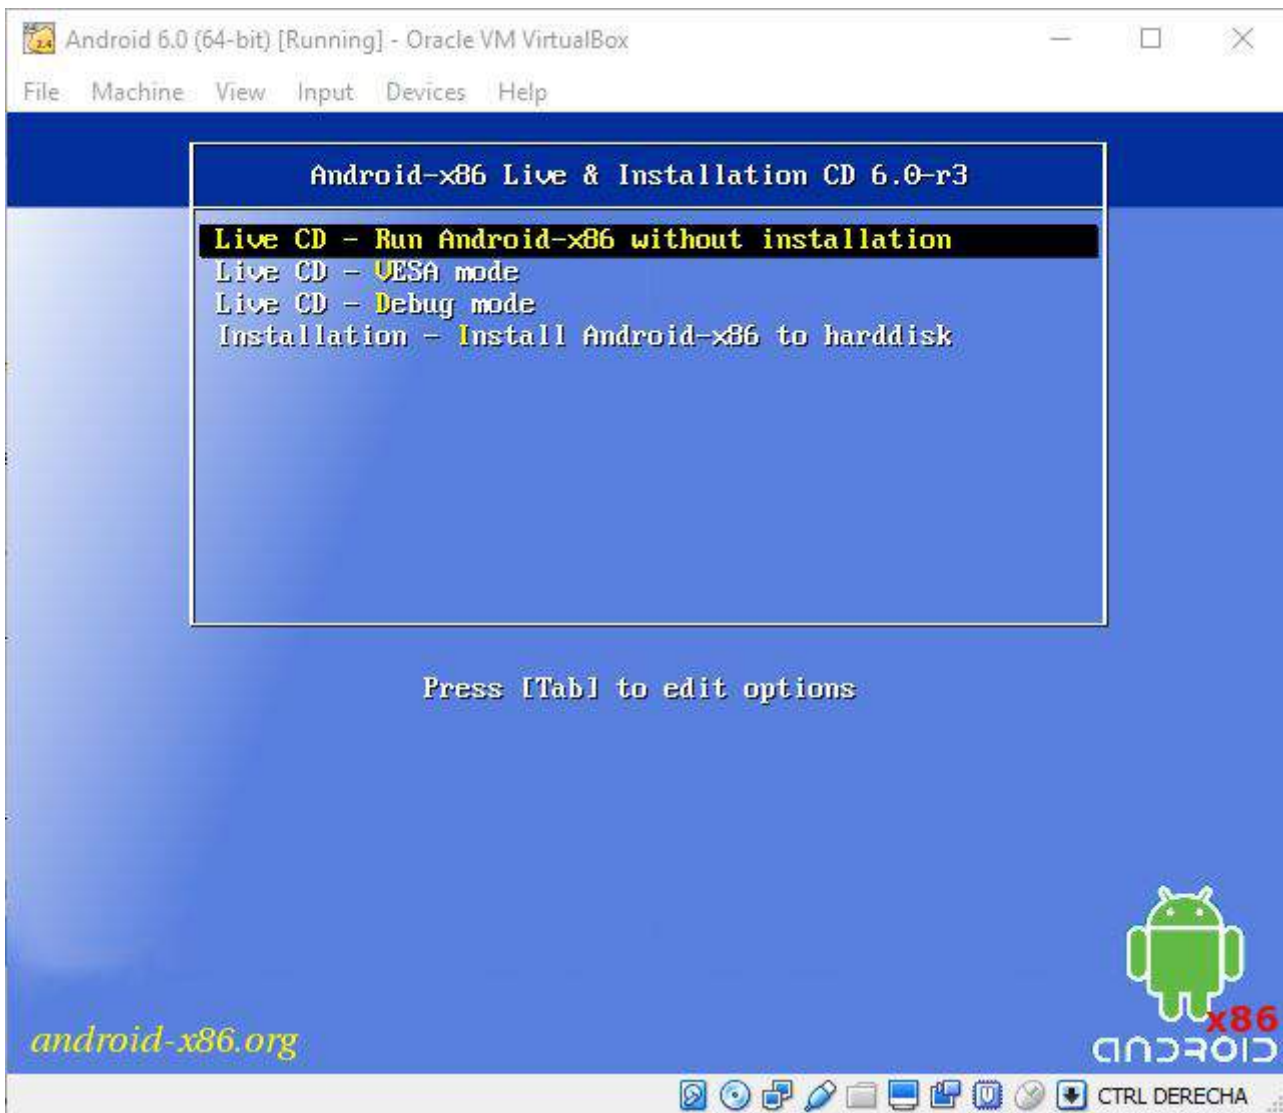 Android 6.0 (64-bit) [Running] - Oracle VM VirtualBox
File Machine View Input Devices Help
Android-x86 Live & Installation CD 6.0-r3
Live CD - Run Android-x86 without installation
Live CD - VESA mode
Live CD - Debug mode
Installation - Install Android-x86 to harddisk
Press [Tab] to edit options
android-x86.org
x86
ANDROID
CTRL DERECHA